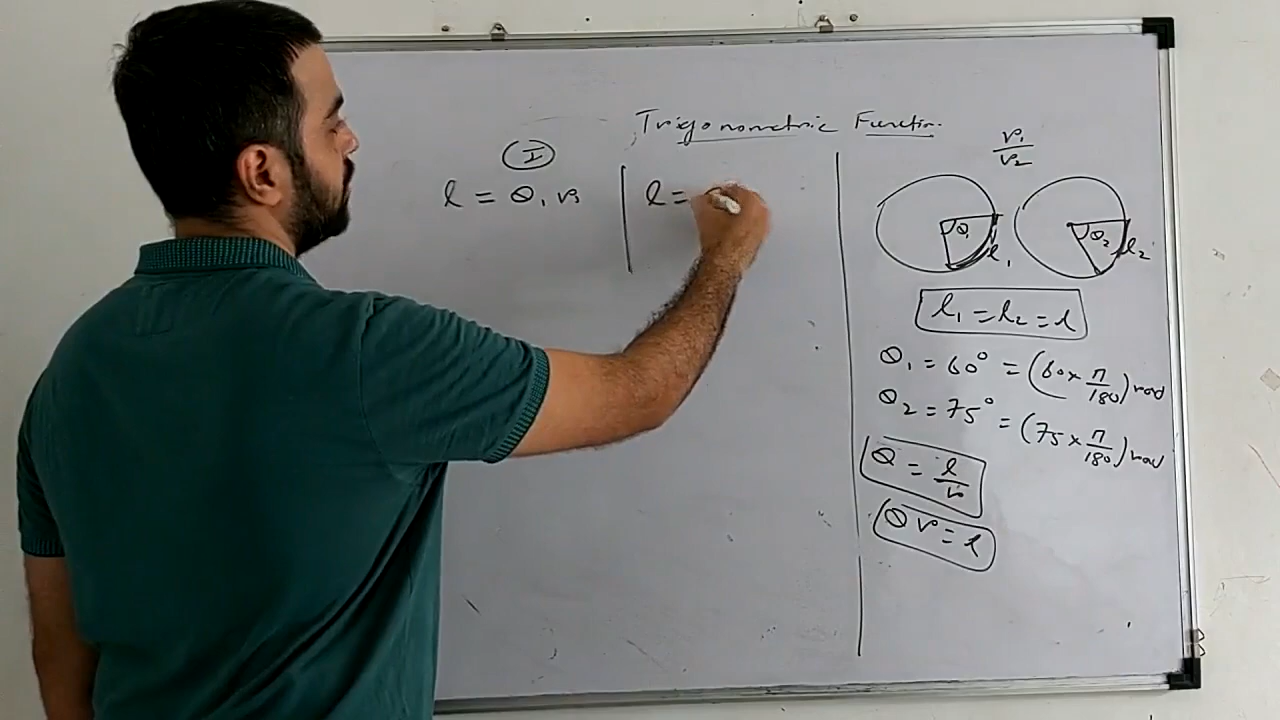 Trigonometric Function.
I
l = θ₁ r₁
l =
r₁/r₂
θ₁ l₁
θ₂ l₂
l₁ = l₂ = l
θ₁ = 60° = (60 × π/180) rad
θ₂ = 75° = (75 × π/180) rad
θ = l/r
θ r = l